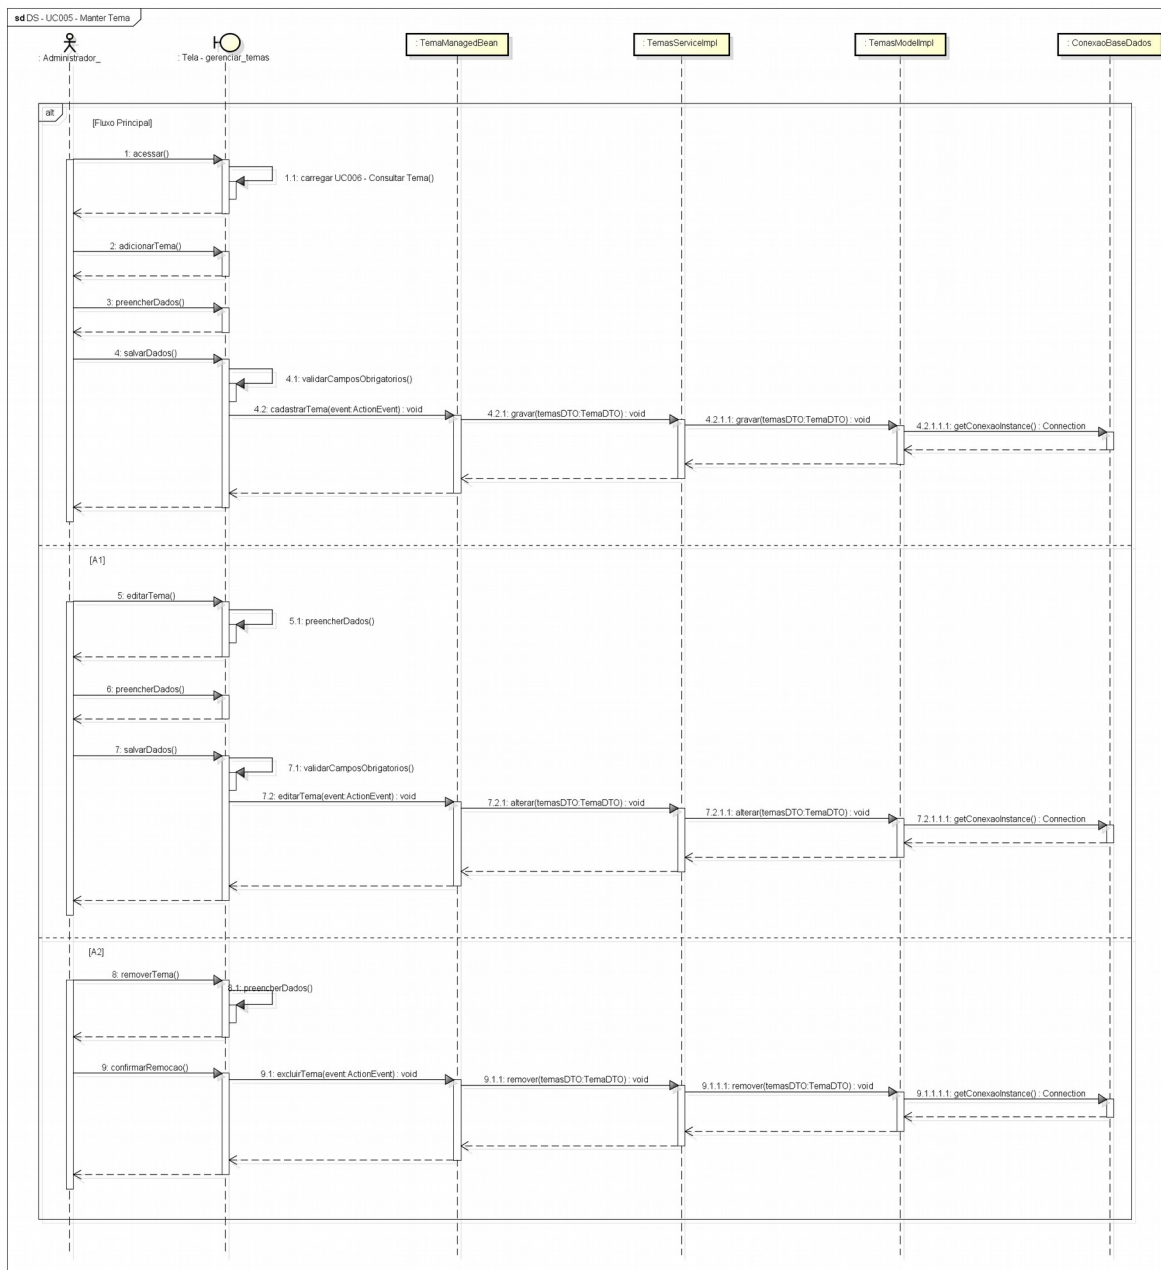 sd DS - UC005 - Manter Tema
: Administrador_
: Tela - gerenciar_temas
: TemaManagedBean
: TemasServiceImpl
: TemasModelImpl
: ConexaoBaseDados
alt
[Fluxo Principal]
1: acessar()
1.1: carregar UC006 - Consultar Tema()
2: adicionarTema()
3: preencherDados()
4: salvarDados()
4.1: validarCamposObrigatorios()
4.2: cadastrarTema(event:ActionEvent) : void
4.2.1: gravar(temasDTO:TemaDTO) : void
4.2.1.1: gravar(temasDTO:TemaDTO) : void
4.2.1.1.1: getConexaoInstance() : Connection
[A1]
5: editarTema()
5.1: preencherDados()
6: preencherDados()
7: salvarDados()
7.1: validarCamposObrigatorios()
7.2: editarTema(event:ActionEvent) : void
7.2.1: alterar(temasDTO:TemaDTO) : void
7.2.1.1: alterar(temasDTO:TemaDTO) : void
7.2.1.1.1: getConexaoInstance() : Connection
[A2]
8: removerTema()
8.1: preencherDados()
9: confirmarRemocao()
9.1: excluirTema(event:ActionEvent) : void
9.1.1: remover(temasDTO:TemaDTO) : void
9.1.1.1: remover(temasDTO:TemaDTO) : void
9.1.1.1.1: getConexaoInstance() : Connection